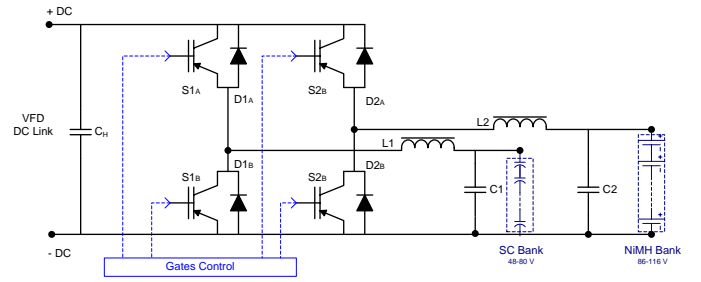 + DC
S1A
D1A
S2B
D2A
VFD
DC Link
CH
L2
L1
S1B
D1B
S2B
D2B
C1
C2
+
+
+
- DC
Gates Control
SC Bank
48-80 V
NiMH Bank
86-116 V